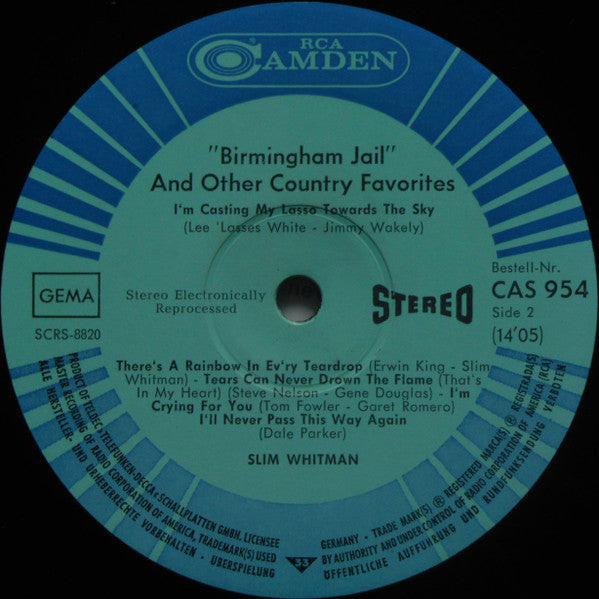 RCA
CAMDEN
"Birmingham Jail"
And Other Country Favorites
I'm Casting My Lasso Towards The Sky
(Lee 'Lasses White - Jimmy Wakely)
GEMA
SCRS-8820
Stereo Electronically
Reprocessed
STEREO
Bestell-Nr.
CAS 954
Side 2
(14'05)
There's A Rainbow In Ev'ry Teardrop (Erwin King - Slim
Whitman) - Tears Can Never Drown The Flame (That's
In My Heart) (Steve Nelson - Gene Douglas) - I'm
Crying For You (Tom Fowler - Garet Romero)
I'll Never Pass This Way Again
(Dale Parker)
SLIM WHITMAN
PRODUCT OF TELDEC »TELEFUNKEN-DECCA« SCHALLPLATTEN GMBH. LICENSEE
MASTER RECORDING OF RADIO CORPORATION OF AMERICA, TRADEMARK(S) USED
ALLE HERSTELLER- UND URHEBERRECHTE VORBEHALTEN - ÜBERSPIELUNG
33
GERMANY - TRADE MARK(S) ® REGISTERED MARCA(S) ® REGISTRADA(S)
BY AUTHORITY AND UNDER CONTROL OF RADIO CORPORATION OF AMERICA (RCA)
ÖFFENTLICHE AUFFÜHRUNG UND RUNDFUNKSENDUNG VERBOTEN